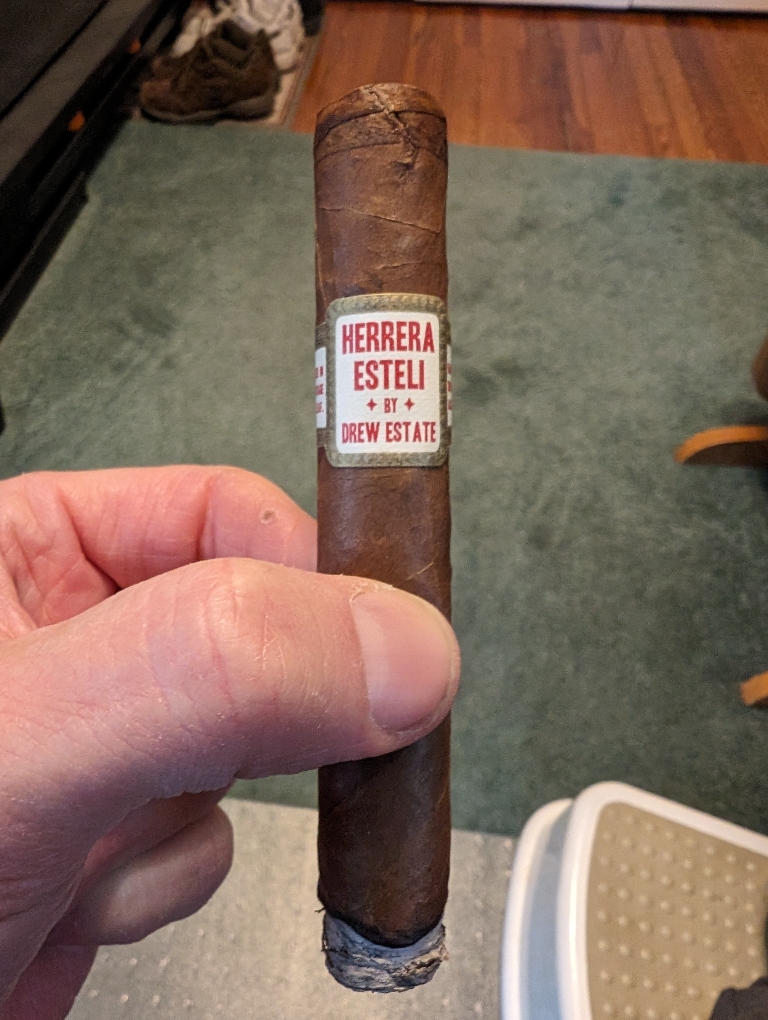 HERRERA
ESTELI
✦ BY ✦
DREW ESTATE